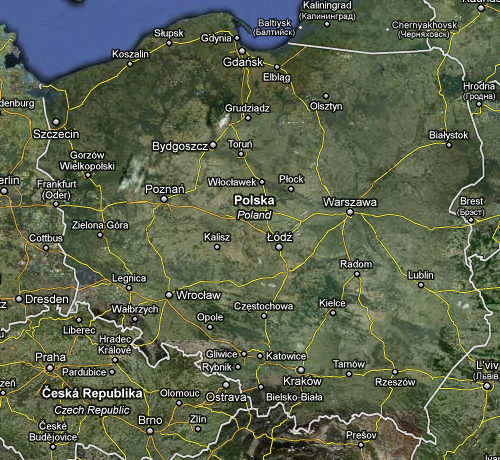 Kaliningrad
(Калининград)
Baltiysk
(Балтийск)
Chernyakhovsk
(Черняховск)
Słupsk
Gdynia
Koszalin
Gdańsk
Elbląg
Hrodna
(Гродна)
Olsztyn
Grudziądz
Szczecin
Białystok
Bydgoszcz
Toruń
Gorzów
Wielkopolski
Frankfurt
(Oder)
Poznań
Włocławek
Płock
Polska
Poland
Warszawa
Brest
(Брэст)
Zielona Góra
Cottbus
Kalisz
Łódź
Radom
Lublin
Legnica
Dresden
Wrocław
Wałbrzych
Częstochowa
Kielce
Opole
Liberec
Hradec
Králové
Praha
Pardubice
Gliwice
Katowice
Rybnik
Kraków
Tarnów
Rzeszów
L'viv
(Львів)
Česká Republika
Czech Republic
Olomouc
Ostrava
Bielsko-Biała
České
Budějovice
Brno
Zlín
Prešov